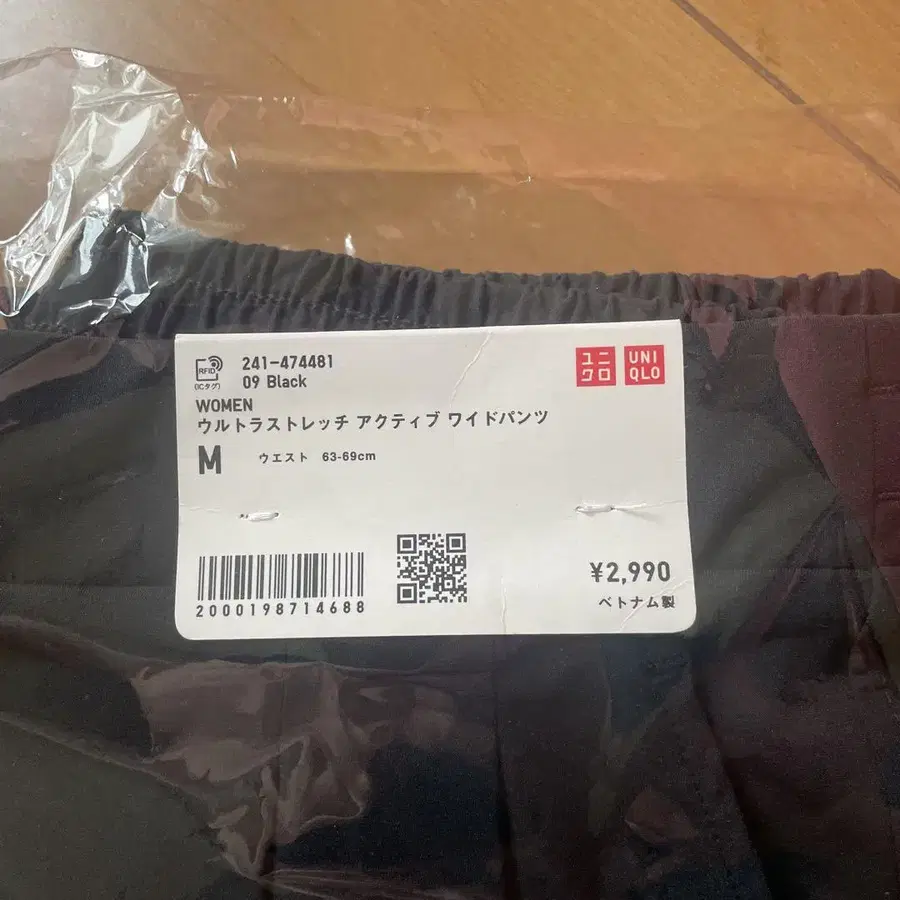 241-474481
RFID
09 Black
(ICタグ)
ユニ
クロ
UNI
QLO
WOMEN
ウルトラストレッチ アクティブ ワイドパンツ
M ウエスト 63-69cm
2000198714688
¥2,990
ベトナム製